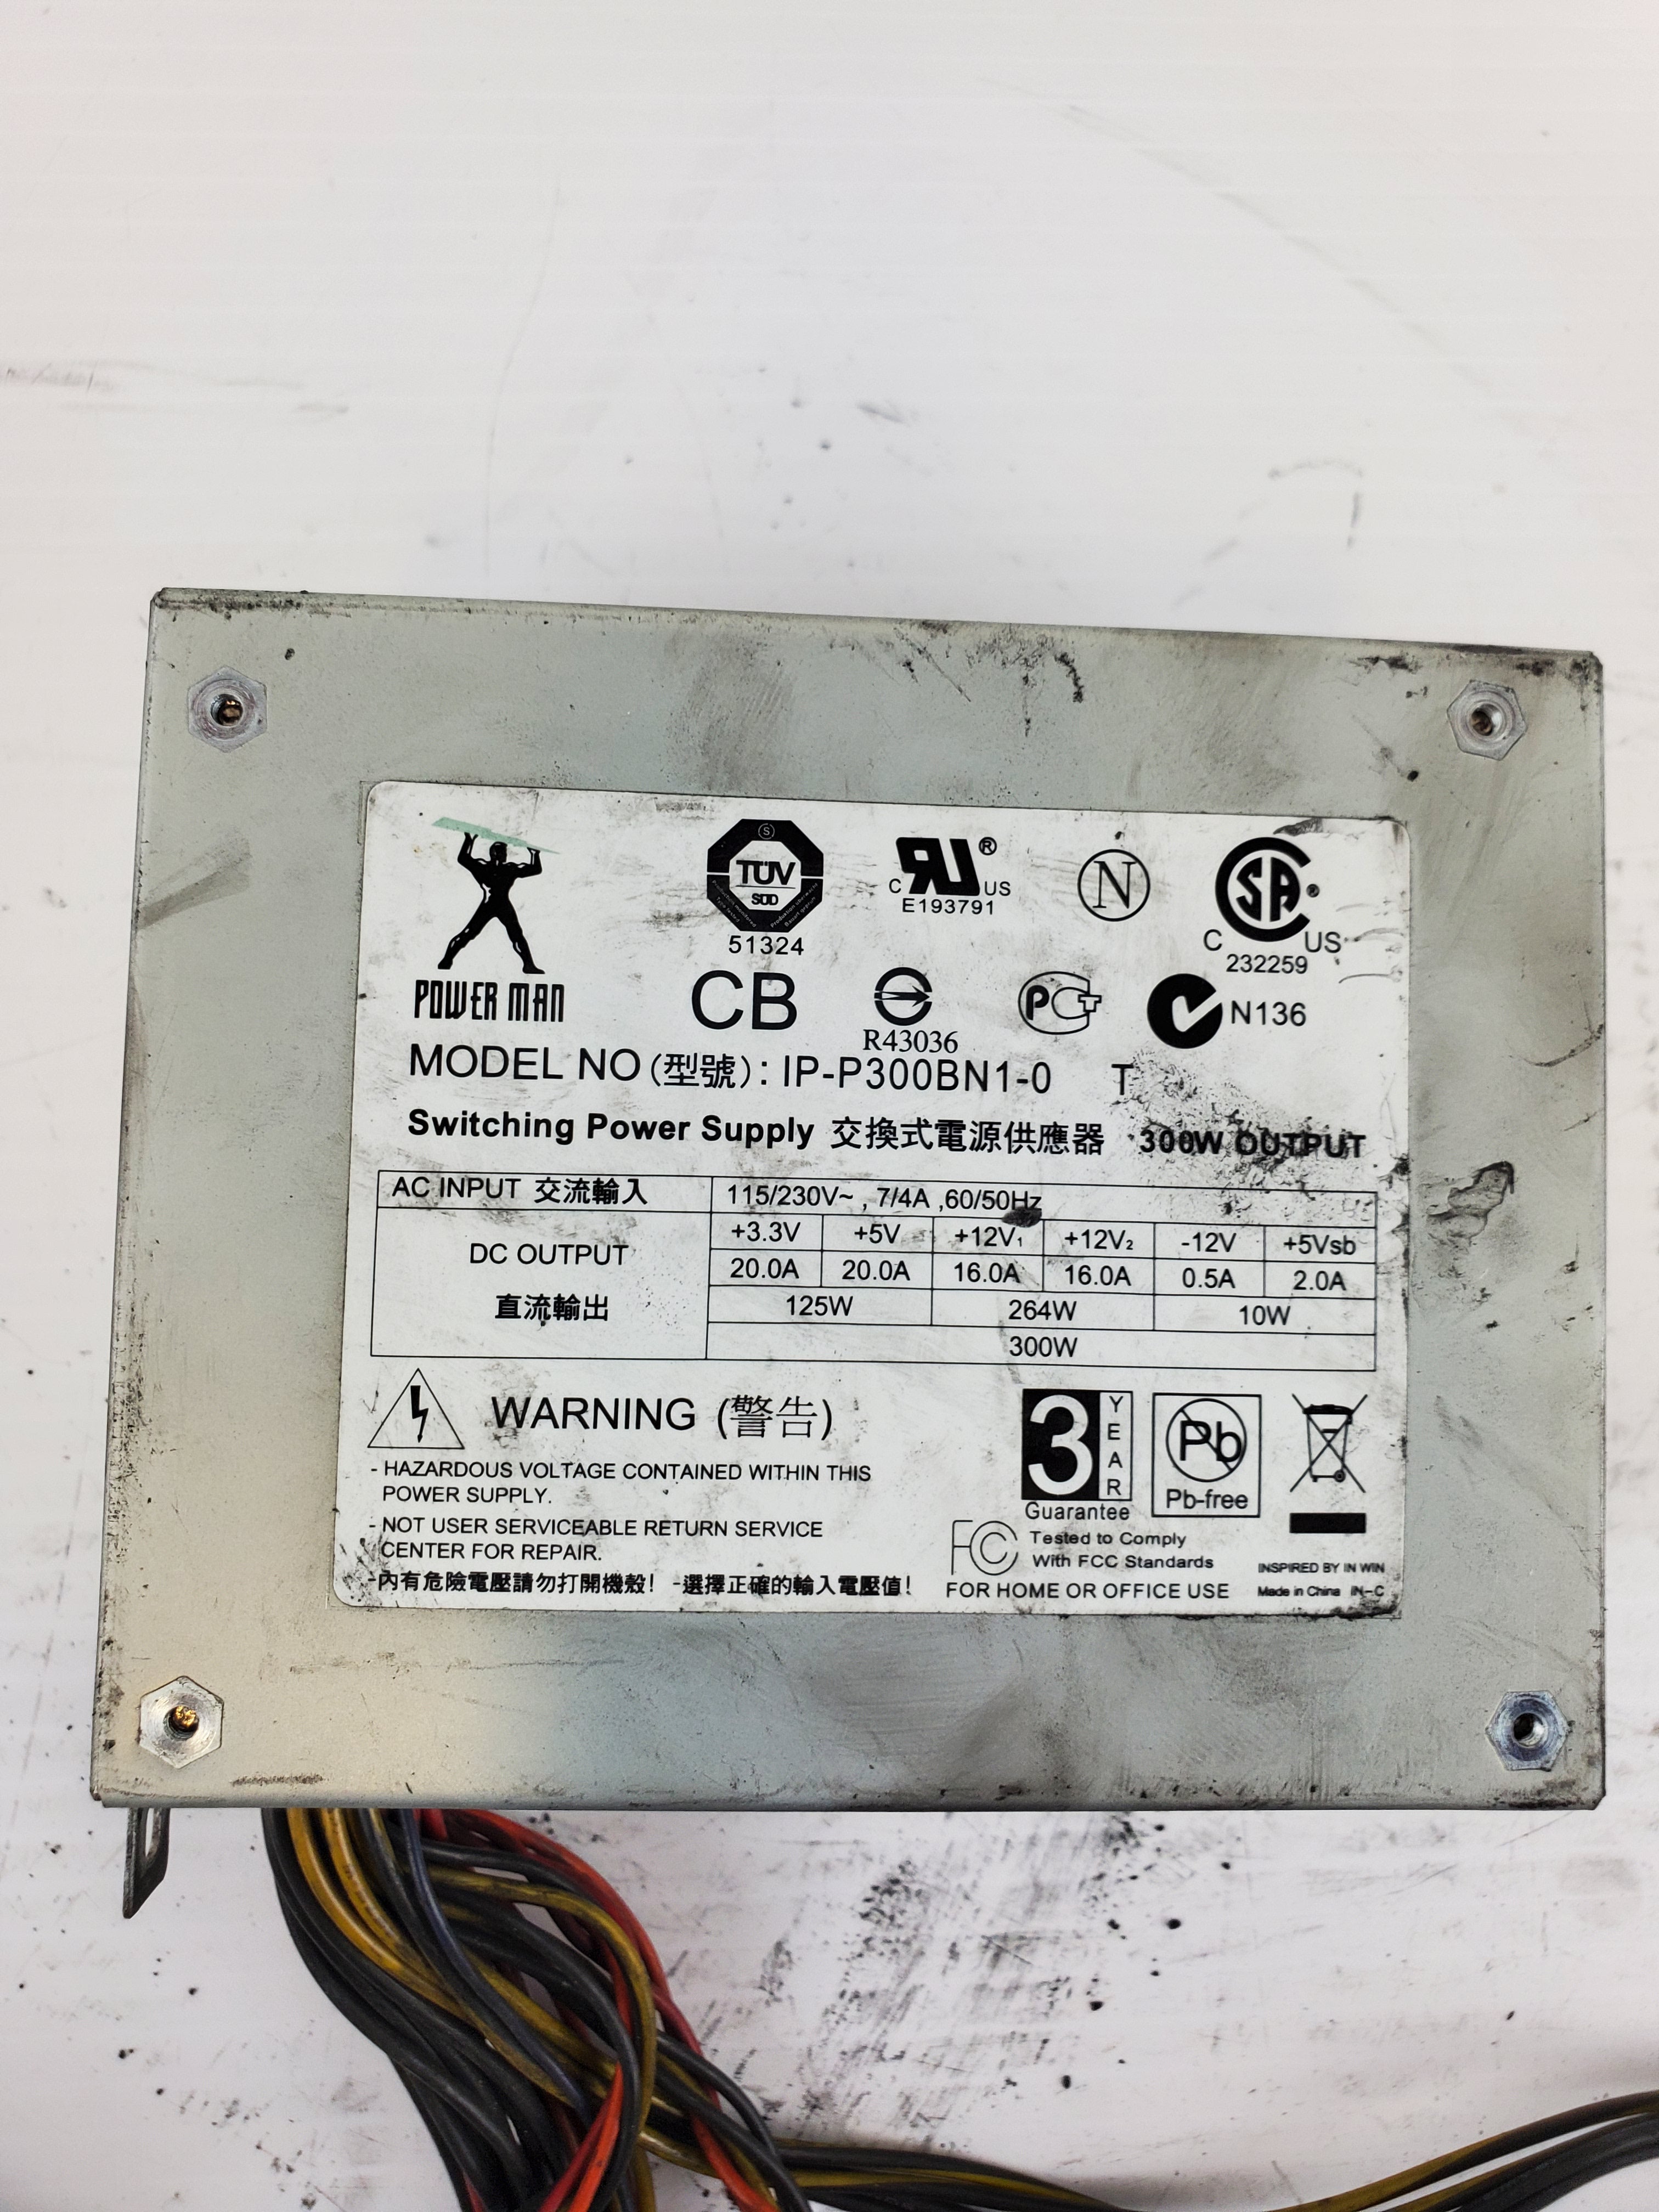 POWER MAN
S
TÜV
SÜD
51324
C RU US ®
E193791
N
C SA US ®
232259
CB
R43036
PCT
N136
MODEL NO (型號): IP-P300BN1-0 T
Switching Power Supply 交換式電源供應器 300W OUTPUT
AC INPUT 交流輸入 115/230V~ , 7/4A ,60/50Hz
DC OUTPUT
直流輸出
+3.3V +5V +12V₁ +12V₂ -12V +5Vsb
20.0A 20.0A 16.0A 16.0A 0.5A 2.0A
125W 264W 10W
300W
WARNING (警告)
- HAZARDOUS VOLTAGE CONTAINED WITHIN THIS
POWER SUPPLY.
- NOT USER SERVICEABLE RETURN SERVICE
CENTER FOR REPAIR.
-內有危險電壓請勿打開機殼! -選擇正確的輸入電壓值!
3 YEAR
Guarantee
Pb
Pb-free
FC Tested to Comply
With FCC Standards
FOR HOME OR OFFICE USE
INSPIRED BY IN WIN
Made in China IN-C